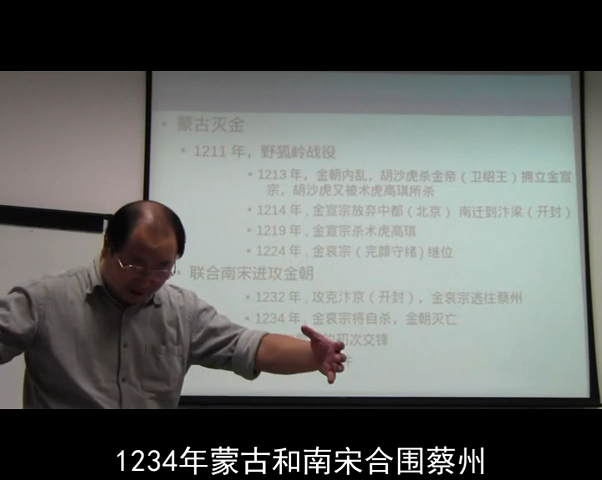 蒙古灭金
1211年，野狐岭战役
1213年，金朝内乱，胡沙虎杀金帝（卫绍王）拥立金宣
宗，胡沙虎又被术虎高琪所杀
1214年，金宣宗放弃中都（北京）南迁到汴梁（开封）
1219年，金宣宗杀术虎高琪
1224年，金哀宗（完颜守绪）继位
联合南宋进攻金朝
1232年，攻克汴京（开封），金哀宗逃往蔡州
1234年，金哀宗将自杀，金朝灭亡
的初次交锋
1234年蒙古和南宋合围蔡州